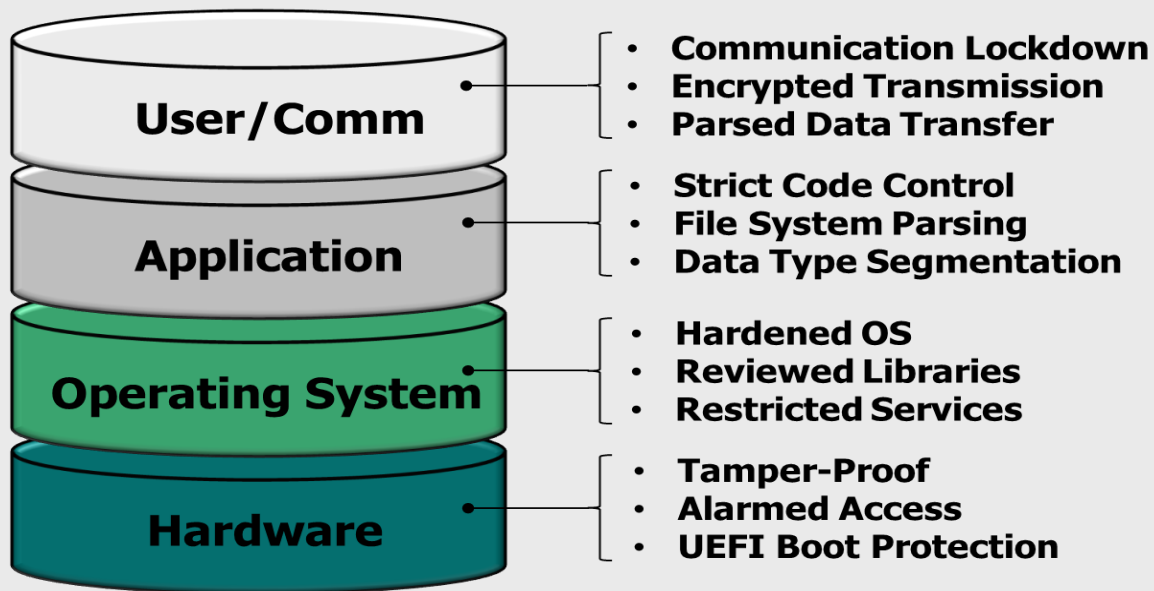 User/Comm
• Communication Lockdown
• Encrypted Transmission
• Parsed Data Transfer
Application
• Strict Code Control
• File System Parsing
• Data Type Segmentation
Operating System
• Hardened OS
• Reviewed Libraries
• Restricted Services
Hardware
• Tamper-Proof
• Alarmed Access
• UEFI Boot Protection